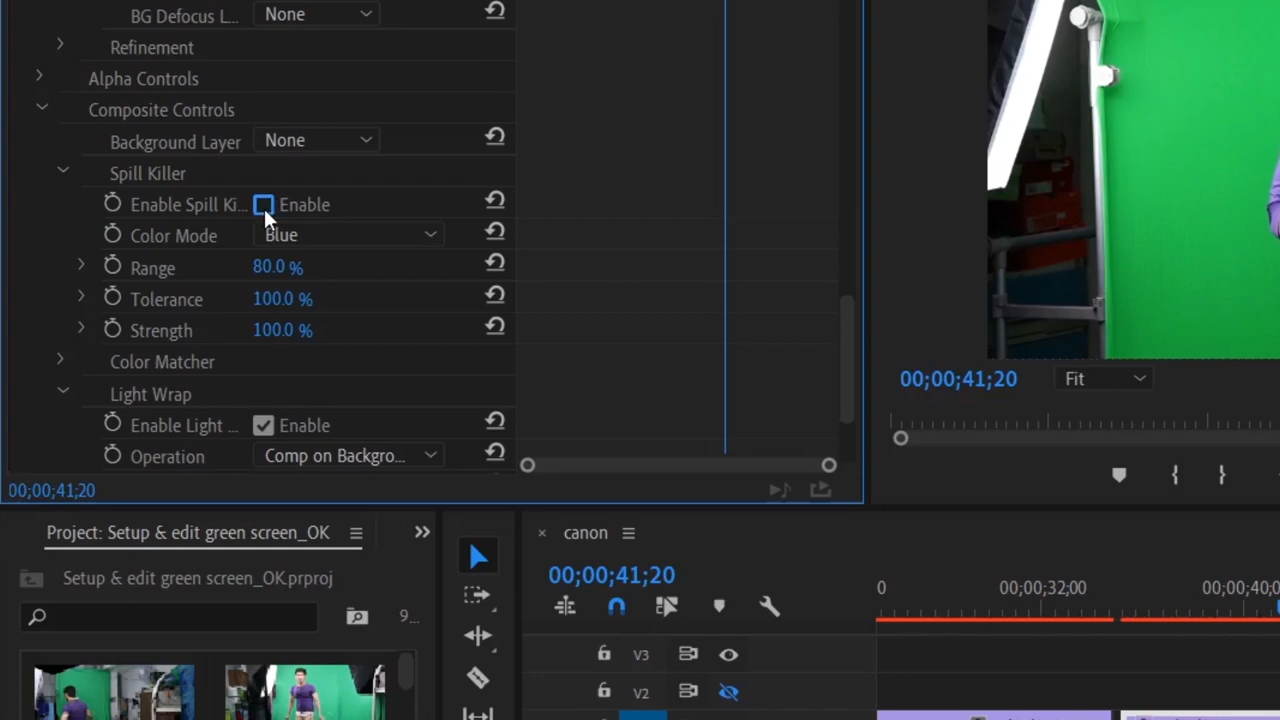 BG Defocus L... None
Refinement
Alpha Controls
Composite Controls
Background Layer None
Spill Killer
Enable Spill Ki... Enable
Color Mode Blue
Range 80.0 %
Tolerance 100.0 %
Strength 100.0 %
Color Matcher
Light Wrap
Enable Light ... Enable
Operation Comp on Backgro...
00;00;41;20
00;00;41;20 Fit
Project: Setup & edit green screen_OK
Setup & edit green screen_OK.prproj
9...
× canon
00;00;41;20
0 00;00;32;00 00;00;40;0
V3
V2